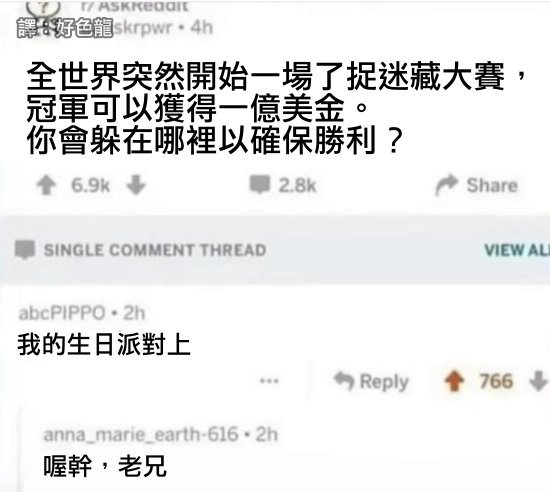 r/AskReddit
譯:好色龍
skrpwr • 4h
全世界突然開始一場了捉迷藏大賽，
冠軍可以獲得一億美金。
你會躲在哪裡以確保勝利？
6.9k
2.8k
Share
SINGLE COMMENT THREAD
VIEW AL
abcPIPPO • 2h
我的生日派對上
Reply
766
anna_marie_earth-616 • 2h
喔幹，老兄